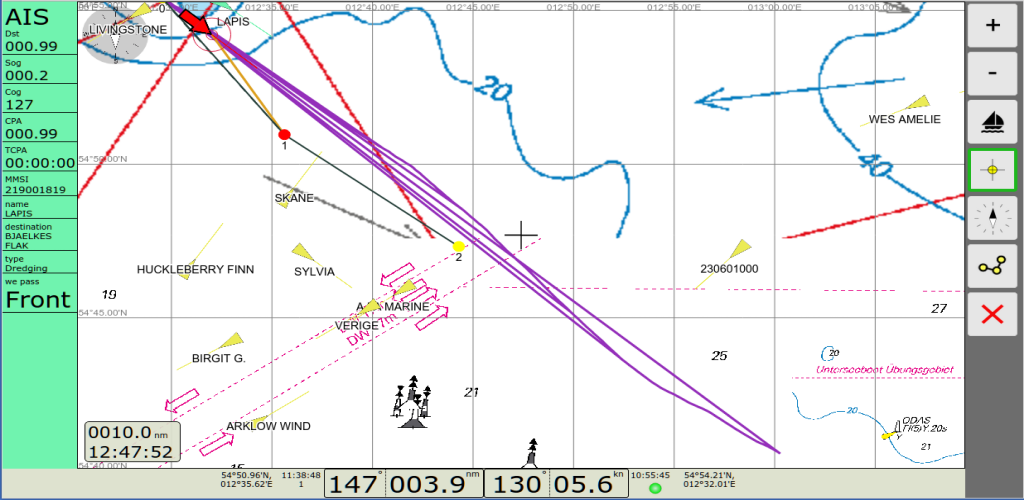 AIS
Dst
000.99
Sog
000.2
Cog
127
CPA
000.99
TCPA
00:00:00
MMSI
219001819
name
LAPIS
destination
BJAELKES
FLAK
type
Dredging
we pass
Front
012°35.00'E
012°40.00'E
012°45.00'E
012°50.00'E
012°55.00'E
013°00.00'E
LIVINGSTONE
LAPIS
20
WES AMELIE
40
1
54°50.00'N
SKANE
2
HUCKLEBERRY FINN
SYLVIA
230601000
19
MARINE
27
54°45.00'N
VERIGE
DW 17m
BIRGIT G.
25
20
Unterseeboot Übungsgebiet
21
20
ODAS
Fl(5)Y.20s
21
ARKLOW WIND
0010.0 nm
12:47:52
54°40.00'N
54°50.96'N,
012°35.62'E
11:38:48
1
147° 003.9 nm
130° 05.6 kn
10:55:45
54°54.21'N,
012°32.01'E
+
-